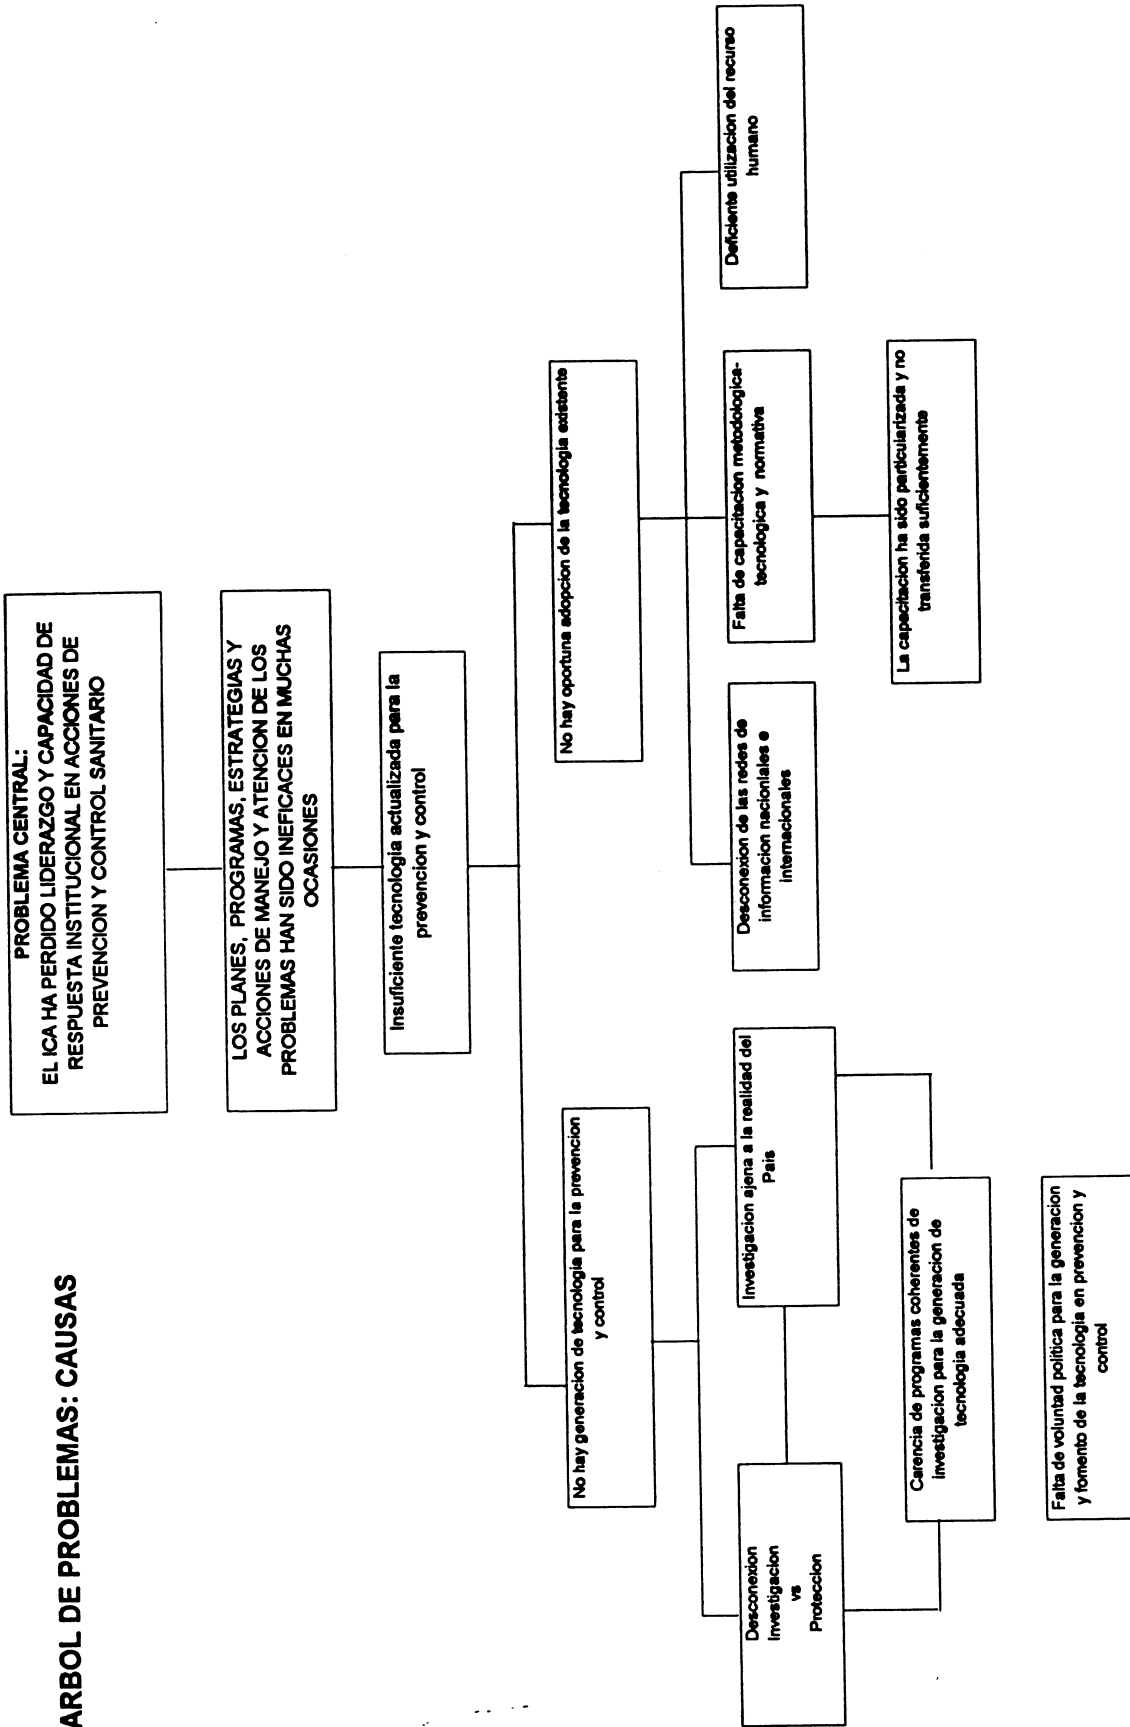 ARBOL DE PROBLEMAS: CAUSAS
PROBLEMA CENTRAL:
EL ICA HA PERDIDO LIDERAZGO Y CAPACIDAD DE
RESPUESTA INSTITUCIONAL EN ACCIONES DE
PREVENCION Y CONTROL SANITARIO
LOS PLANES, PROGRAMAS, ESTRATEGIAS Y
ACCIONES DE MANEJO Y ATENCION DE LOS
PROBLEMAS HAN SIDO INEFICACES EN MUCHAS
OCASIONES
Insuficiente tecnologia actualizada para la
prevencion y control
No hay generacion de tecnologia para la prevencion
y control
No hay oportuna adopcion de la tecnologia existente
Desconexion
Investigacion
vs
Proteccion
Investigacion ajena a la realidad del
Pais
Desconexion de las redes de
informacion nacionlales e
internacionales
Falta de capacitacion metodologica-
tecnologica y normativa
Deficiente utilizacion del recurso
humano
Carencia de programas coherentes de
investigacion para la generacion de
tecnologia adecuada
La capacitacion ha sido particularizada y no
transferida suficientemente
Falta de voluntad politica para la generacion
y fomento de la tecnologia en prevencion y
control